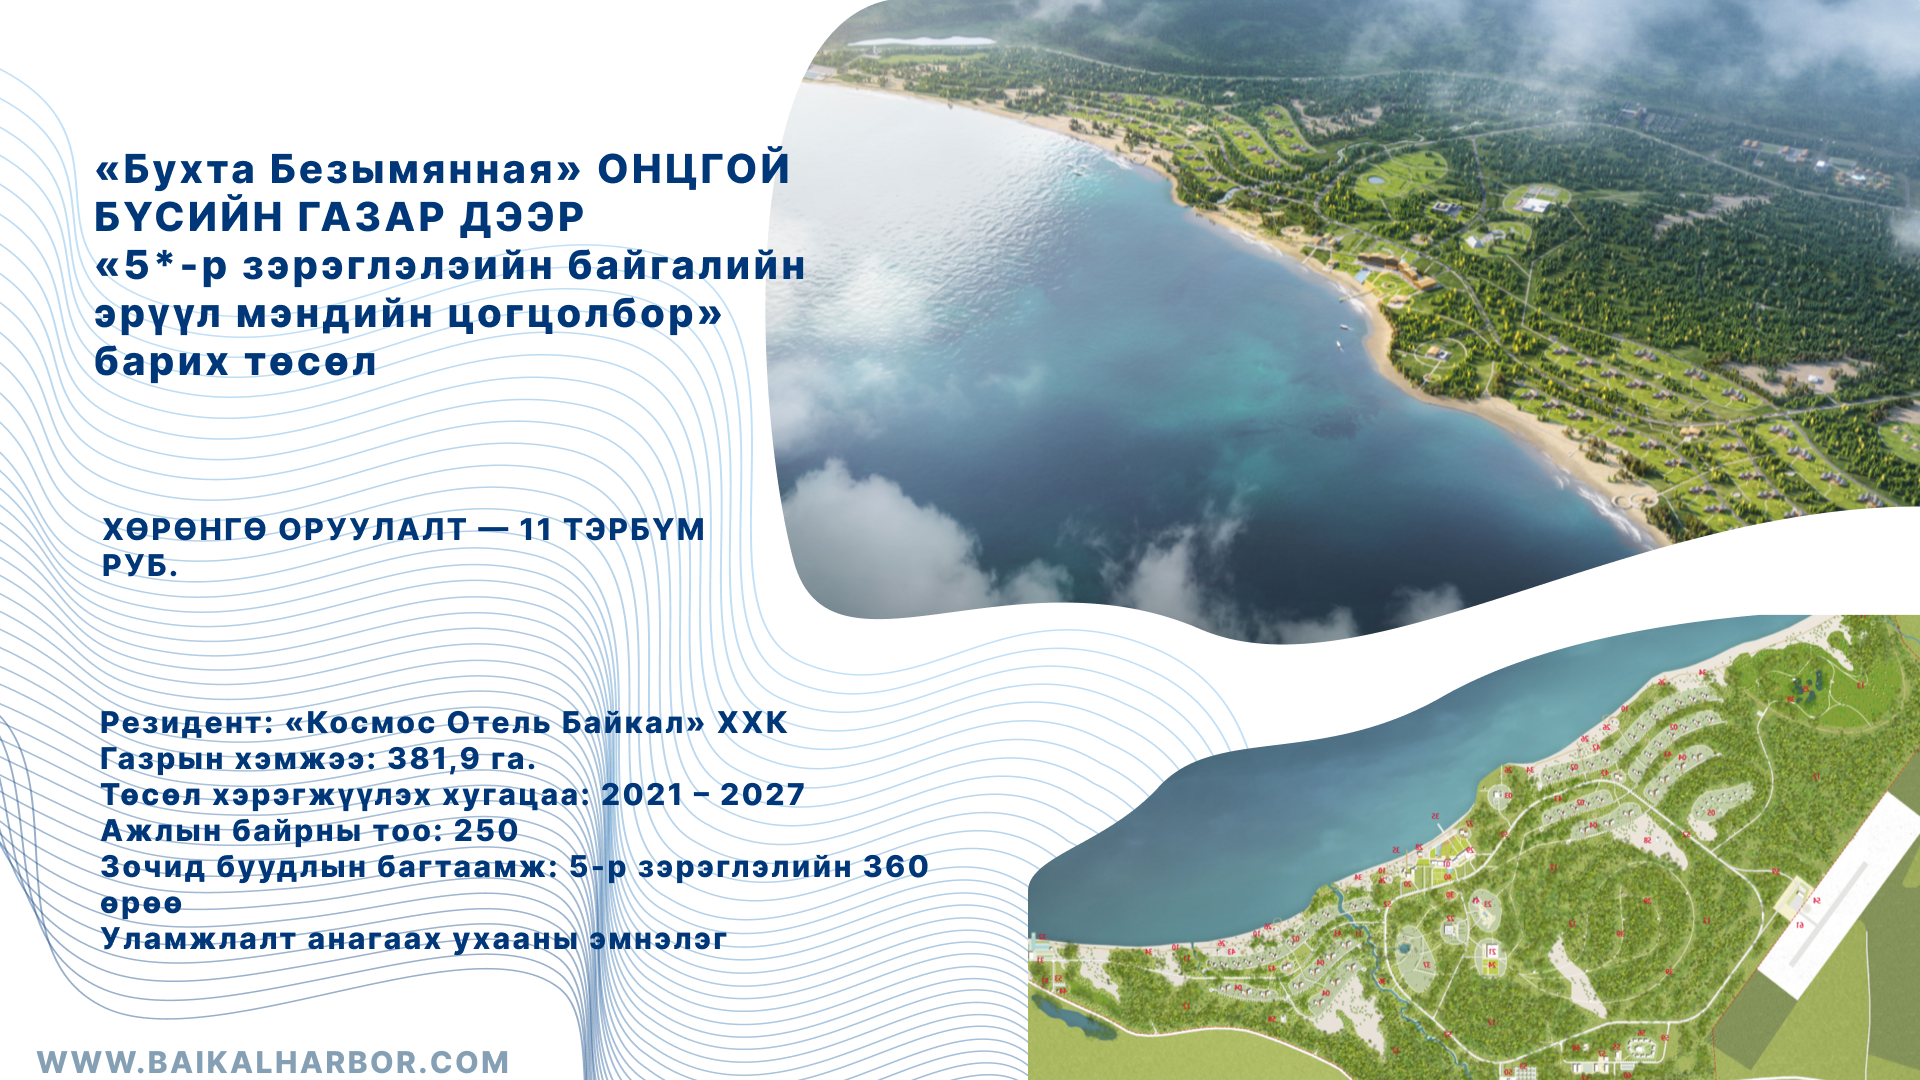 «Бухта Безымянная» ОНЦГОЙ
БҮСИЙН ГАЗАР ДЭЭР
«5*-р зэрэглэлэийн байгалийн
эрүүл мэндийн цогцолбор»
барих төсөл
ХӨРӨНГӨ ОРУУЛАЛТ — 11 ТЭРБҮМ
РУБ.
Резидент: «Космос Отель Байкал» ХХК
Газрын хэмжээ: 381,9 га.
Төсөл хэрэгжүүлэх хугацаа: 2021 – 2027
Ажлын байрны тоо: 250
Зочид буудлын багтаамж: 5-р зэрэглэлийн 360
өрөө
Уламжлалт анагаах ухааны эмнэлэг
WWW.BAIKALHARBOR.COM